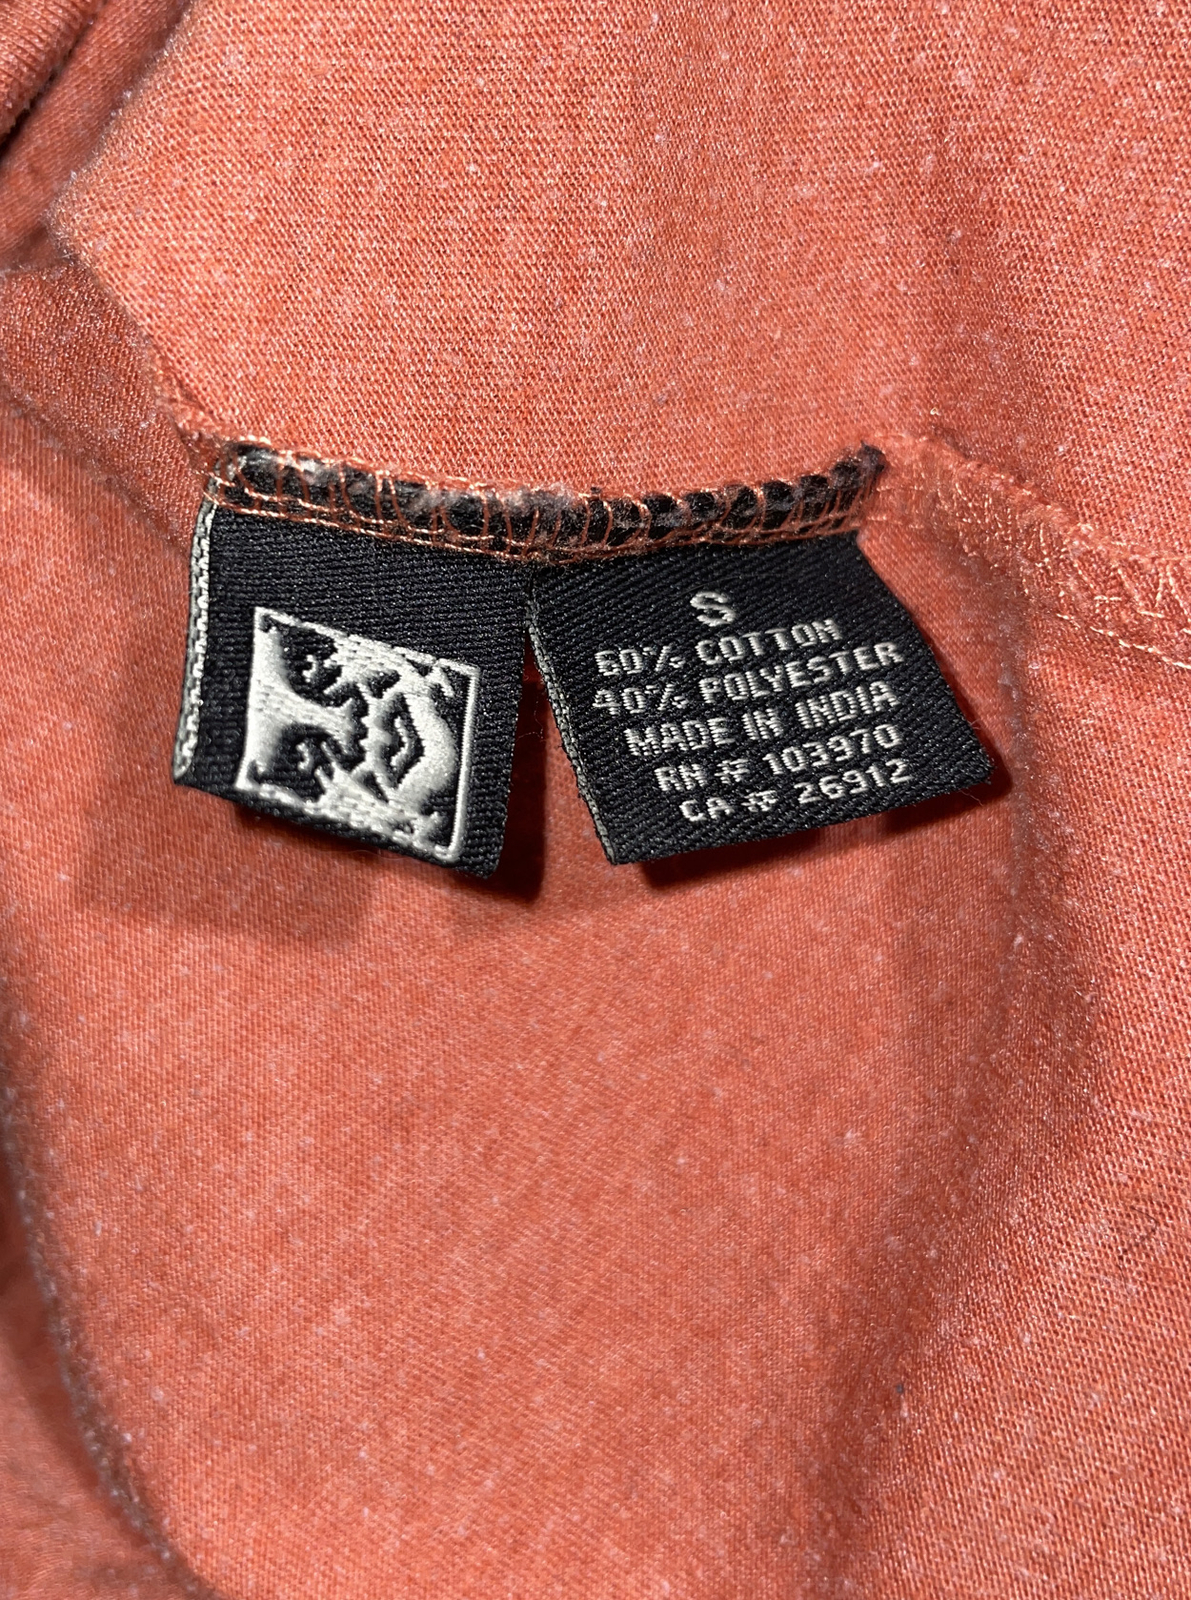 S
60% COTTON
40% POLYESTER
MADE IN INDIA
RN # 103970
CA # 26912